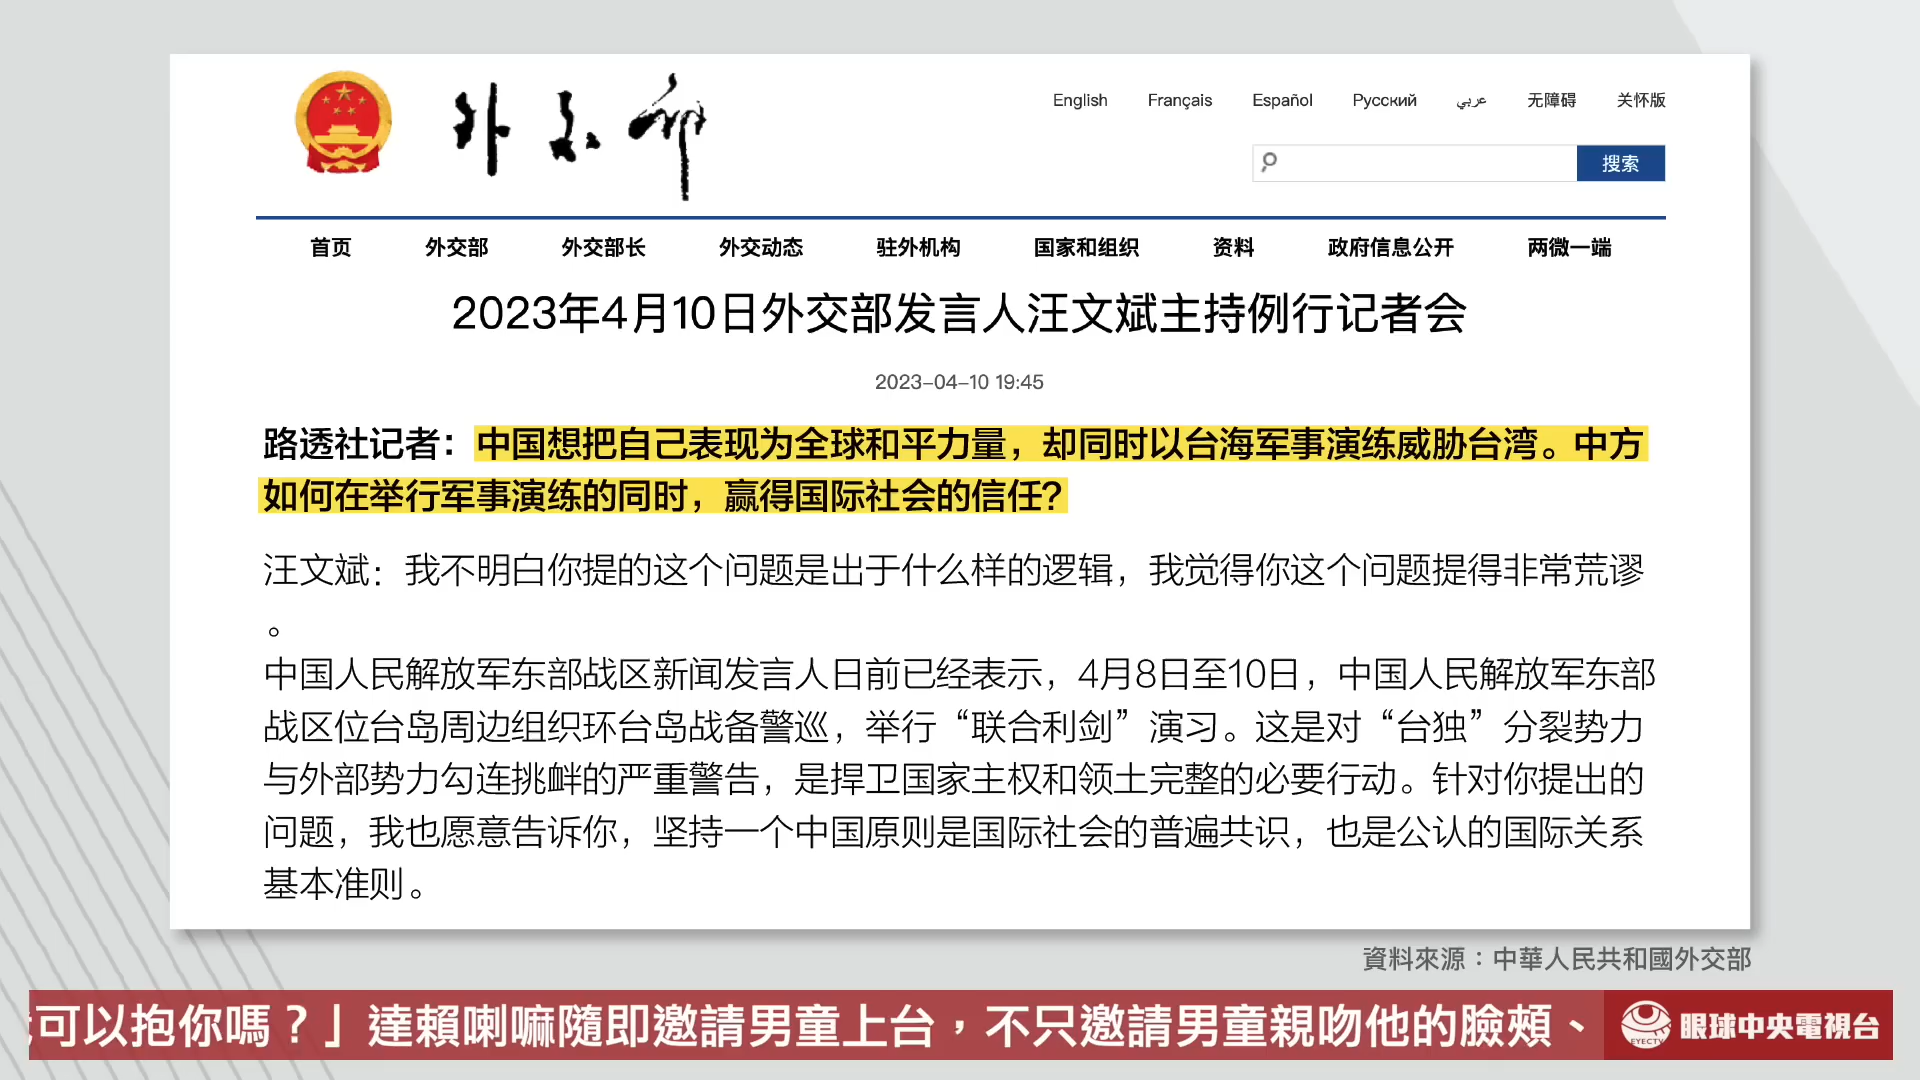 外交部
English Français Español Русский عربي 无障碍 关怀版
搜索
首页 外交部 外交部长 外交动态 驻外机构 国家和组织 资料 政府信息公开 两微一端
2023年4月10日外交部发言人汪文斌主持例行记者会
2023-04-10 19:45
路透社记者：中国想把自己表现为全球和平力量，却同时以台海军事演练威胁台湾。中方
如何在举行军事演练的同时，赢得国际社会的信任？
汪文斌：我不明白你提的这个问题是出于什么样的逻辑，我觉得你这个问题提得非常荒谬
。
中国人民解放军东部战区新闻发言人日前已经表示，4月8日至10日，中国人民解放军东部
战区位台岛周边组织环台岛战备警巡，举行“联合利剑”演习。这是对“台独”分裂势力
与外部势力勾连挑衅的严重警告，是捍卫国家主权和领土完整的必要行动。针对你提出的
问题，我也愿意告诉你，坚持一个中国原则是国际社会的普遍共识，也是公认的国际关系
基本准则。
資料來源：中華人民共和國外交部
可以抱你嗎？」達賴喇嘛隨即邀請男童上台，不只邀請男童親吻他的臉頰、
EYECTV
眼球中央電視台